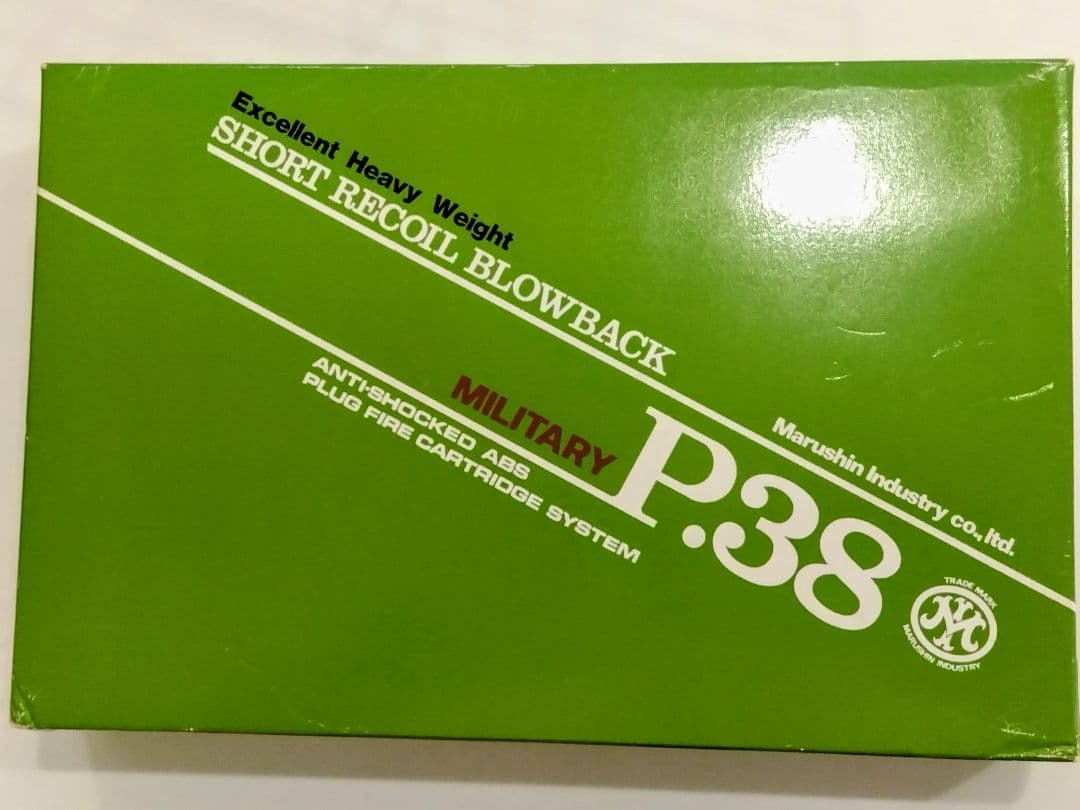 Excellent Heavy Weight
SHORT RECOIL BLOWBACK
MILITARY P.38
ANTI-SHOCKED ABS
PLUG FIRE CARTRIDGE SYSTEM
Marushin Industry co., ltd.
TRADE MARK
MARUSHIN INDUSTRY